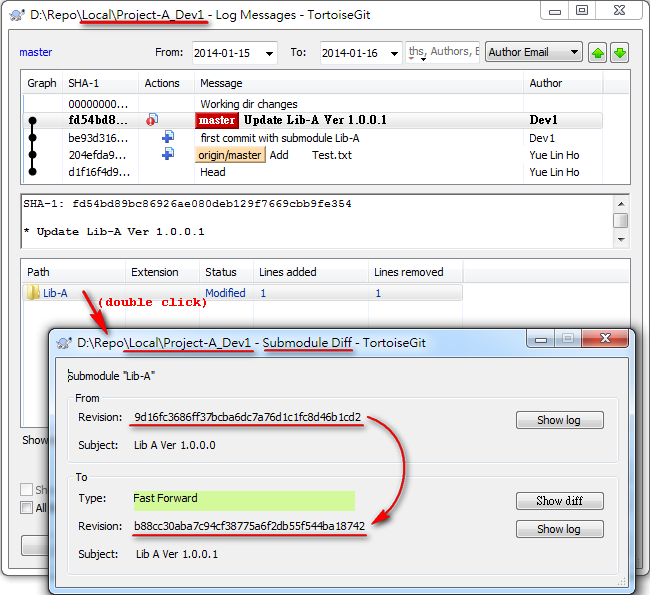 D:\Repo\Local\Project-A_Dev1 - Log Messages - TortoiseGit
master From: 2014-01-15 To: 2014-01-16 ths, Authors, E Author Email
Graph SHA-1 Actions Message Author
00000000... Working dir changes
fd54bd8... master Update Lib-A Ver 1.0.0.1 Dev1
be93d316... first commit with submodule Lib-A Dev1
204efda9... origin/master Add Test.txt Yue Lin Ho
d1f16f4d9... Head Yue Lin Ho
SHA-1: fd54bd89bc86926ae080deb129f7669cbb9fe354
* Update Lib-A Ver 1.0.0.1
Path Extension Status Lines added Lines removed
Lib-A Modified 1 1
(double click)
D:\Repo\Local\Project-A_Dev1 - Submodule Diff - TortoiseGit
Submodule "Lib-A"
From
Revision: 9d16fc3686ff37bcba6dc7a76d1c1fc8d46b1cd2 Show log
Subject: Lib A Ver 1.0.0.0
To
Type: Fast Forward Show diff
Revision: b88cc30aba7c94cf38775a6f2db55f544ba18742 Show log
Subject: Lib A Ver 1.0.0.1
Show
Sh
All